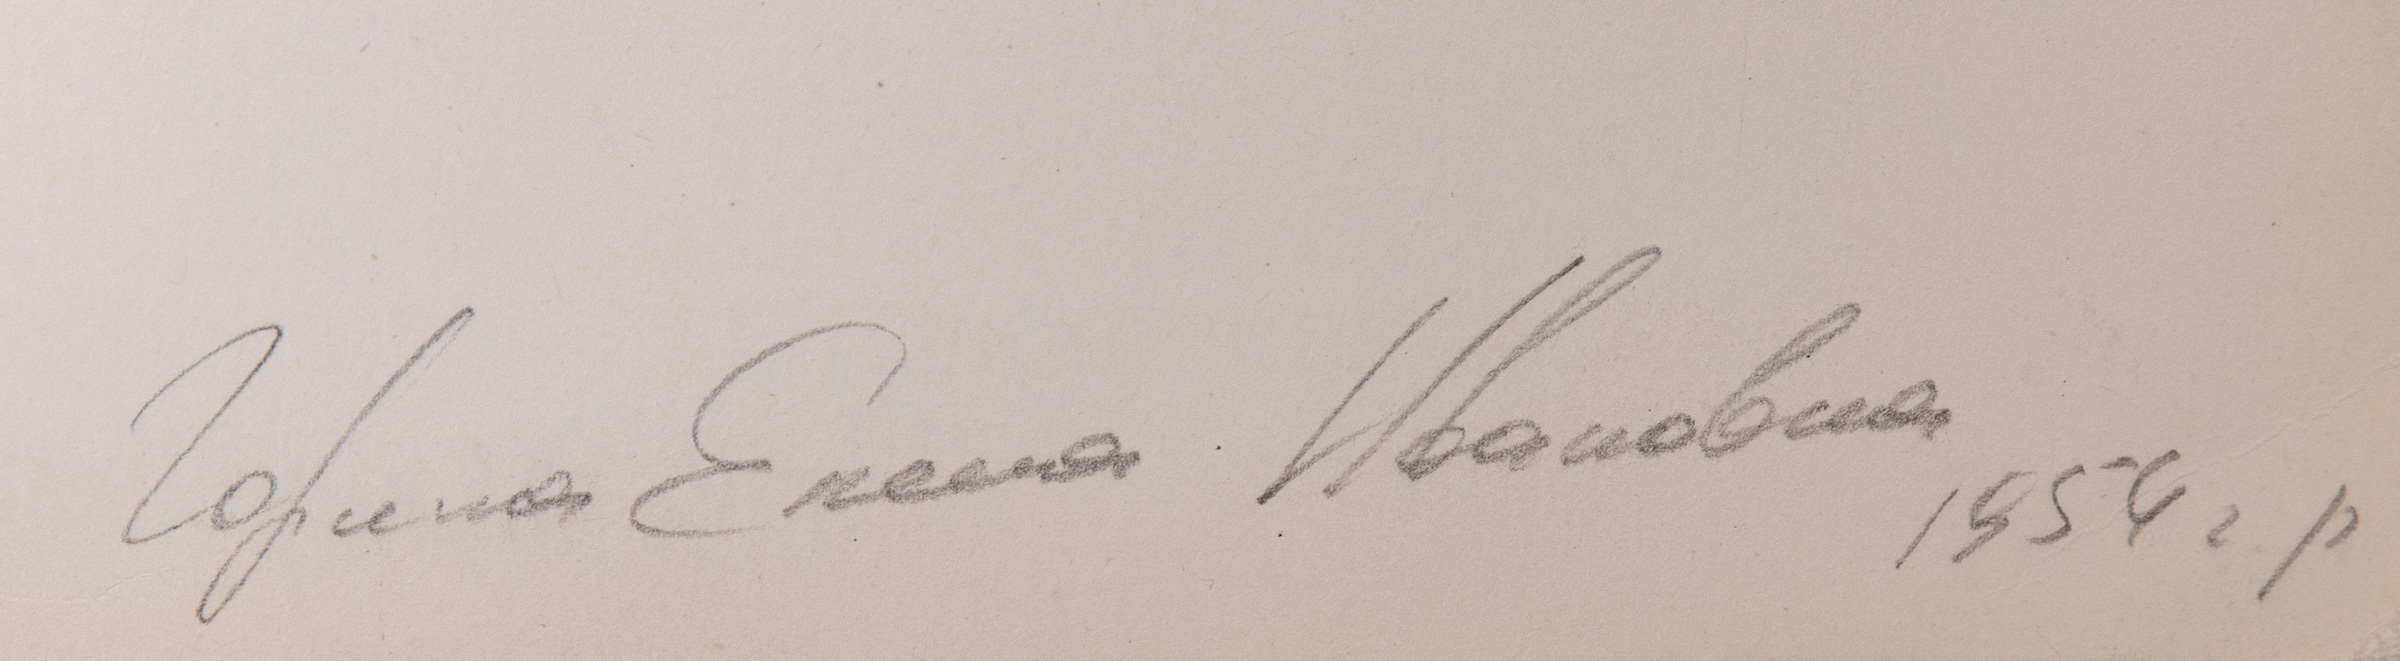 Горина Елена Ивановна
1954 г р